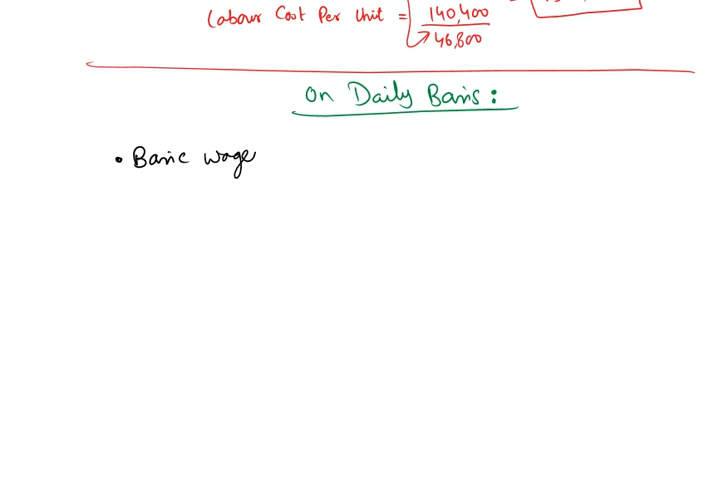 Labour Cost Per Unit = 140,400
46,800
On Daily Basis:
• Basic wage